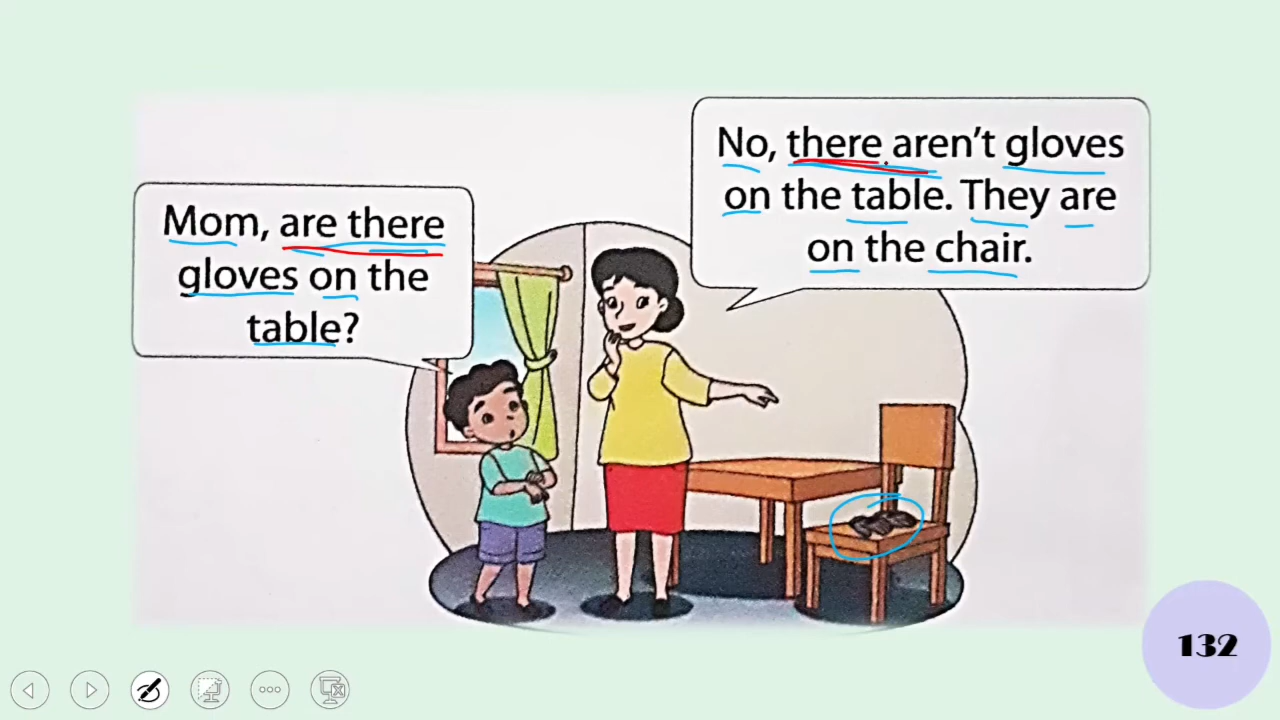 Mom, are there
gloves on the
table?
No, there aren't gloves
on the table. They are
on the chair.
132